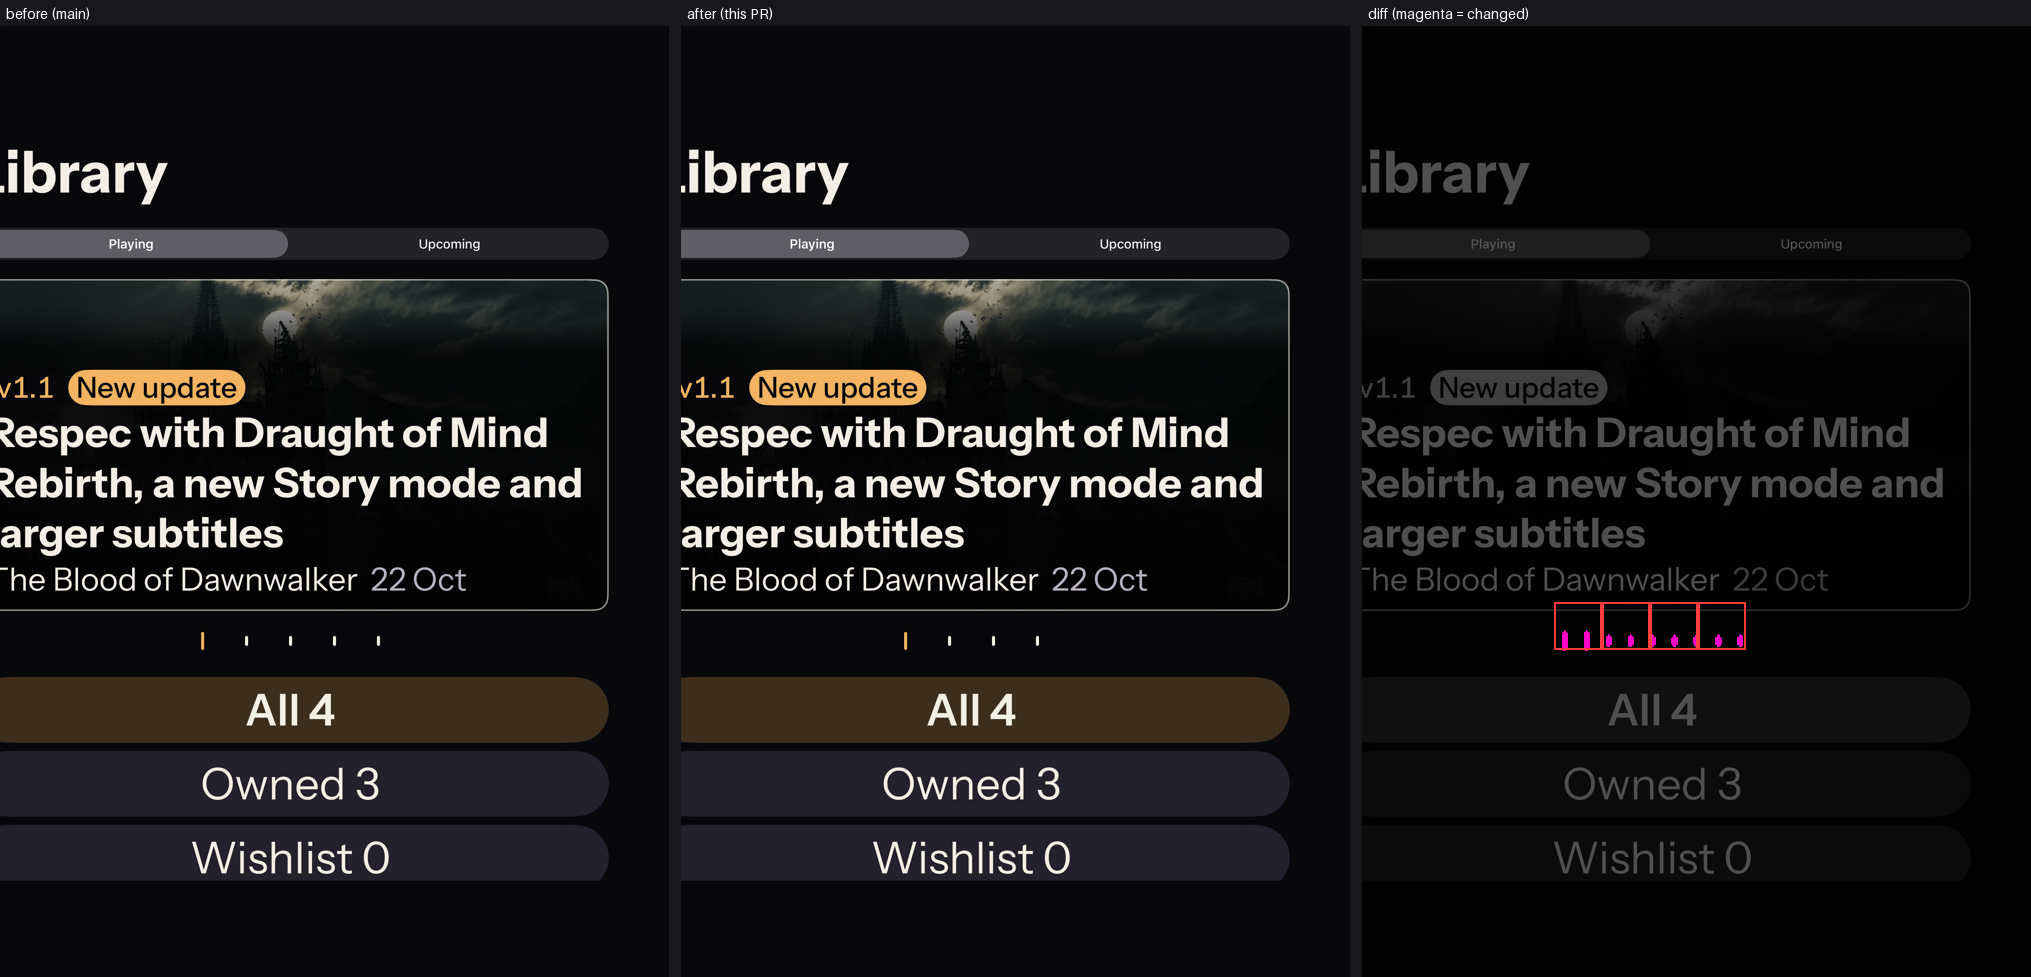 before (main)
after (this PR)
diff (magenta = changed)
Library
Playing
Upcoming
v1.1 New update
Respec with Draught of Mind
Rebirth, a new Story mode and
larger subtitles
The Blood of Dawnwalker 22 Oct
All 4
Owned 3
Wishlist 0
Library
Playing
Upcoming
v1.1 New update
Respec with Draught of Mind
Rebirth, a new Story mode and
larger subtitles
The Blood of Dawnwalker 22 Oct
All 4
Owned 3
Wishlist 0
Library
Playing
Upcoming
v1.1 New update
Respec with Draught of Mind
Rebirth, a new Story mode and
larger subtitles
The Blood of Dawnwalker 22 Oct
All 4
Owned 3
Wishlist 0